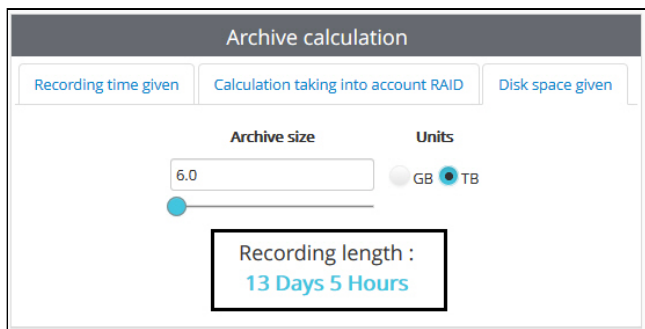 Archive calculation
Recording time given Calculation taking into account RAID Disk space given
Archive size Units
6.0 GB TB
Recording length :
13 Days 5 Hours